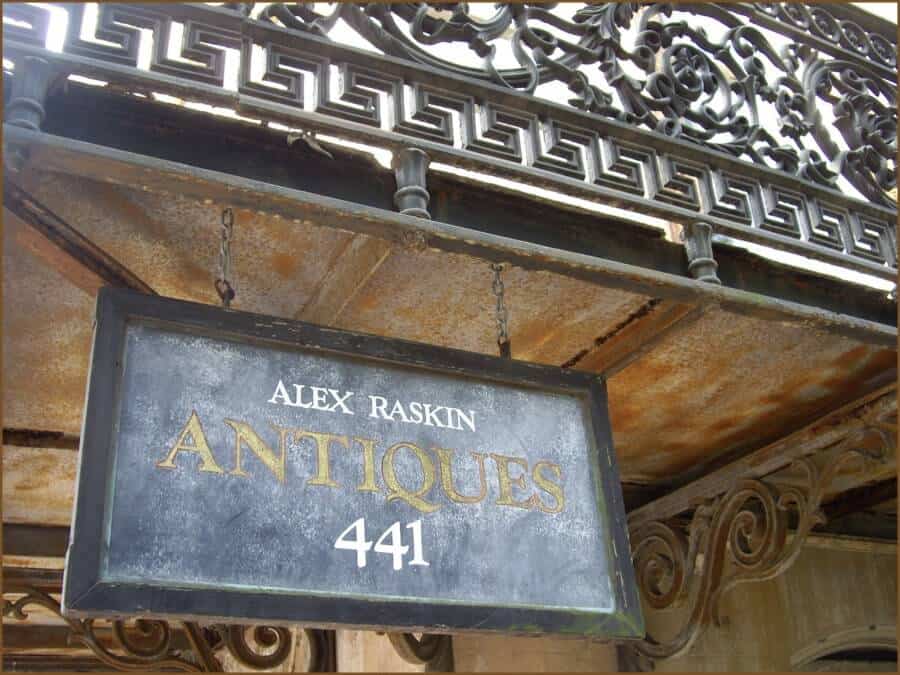 ALEX RASKIN
ANTIQUES
441